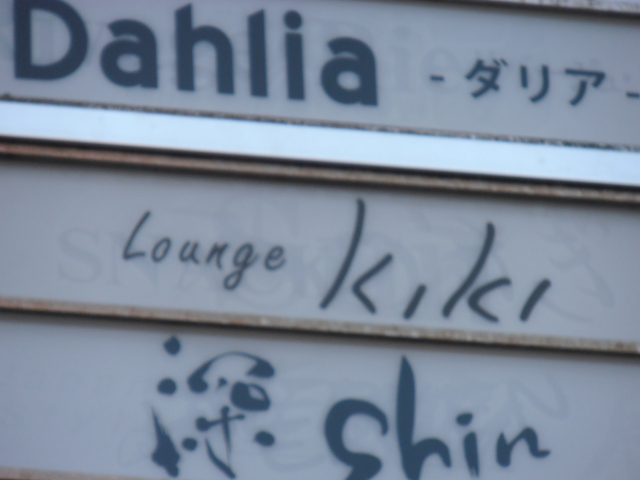 Dahlia -ダリア-
Lounge kiki
深 Shin